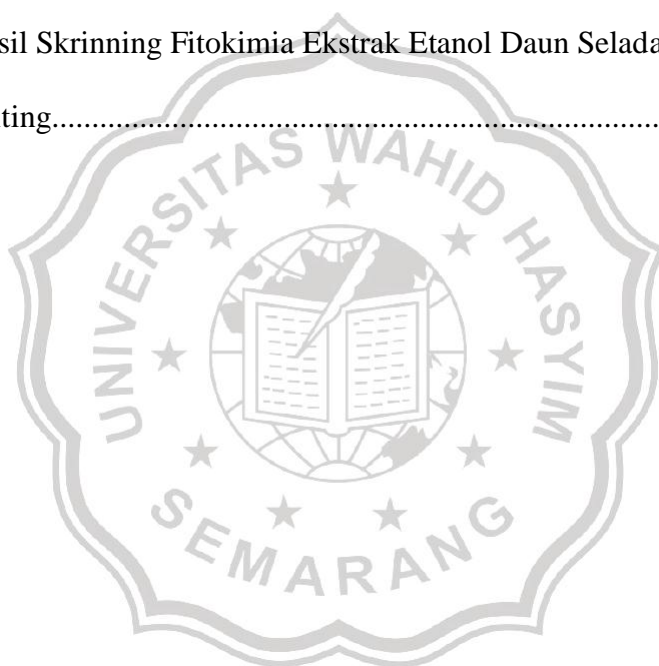 sil Skrinning Fitokimia Ekstrak Etanol Daun Selada
ting.........................................................................................
UNIVERSITAS WAHID HASYIM
SEMARANG